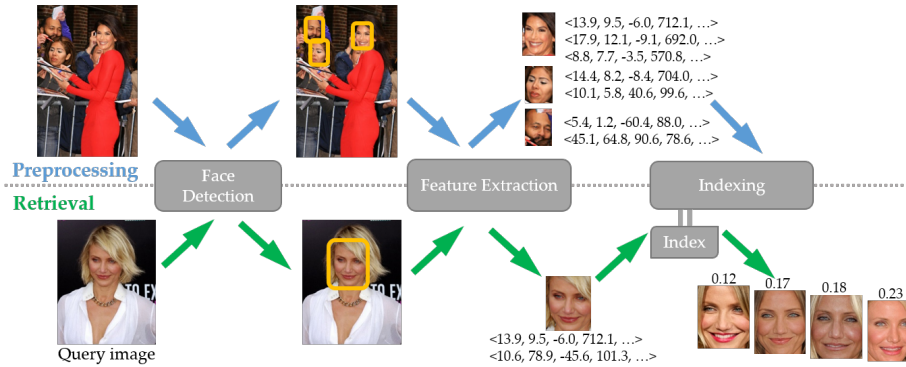 <13.9, 9.5, -6.0, 712.1, …>
<17.9, 12.1, -9.1, 692.0, …>
<8.8, 7.7, -3.5, 570.8, …>
<14.4, 8.2, -8.4, 704.0, …>
<10.1, 5.8, 40.6, 99.6, …>
<5.4, 1.2, -60.4, 88.0, …>
<45.1, 64.8, 90.6, 78.6, …>
Preprocessing
Face
Detection
Feature Extraction
Indexing
Retrieval
Index
TO EX
0.12
0.17
0.18
0.23
Query image
<13.9, 9.5, -6.0, 712.1, …>
<10.6, 78.9, -45.6, 101.3, …>